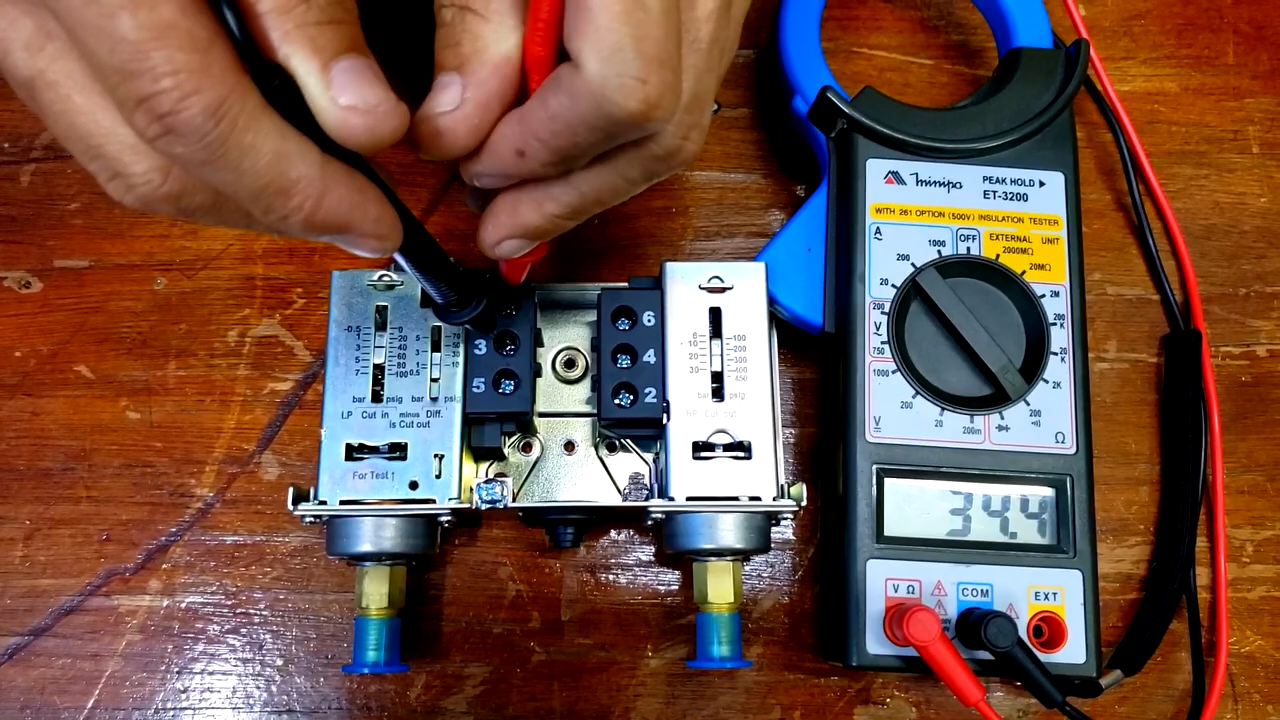 minipa
PEAK HOLD ▶
ET-3200
WITH 261 OPTION (500V) INSULATION TESTER
A
OFF
EXTERNAL UNIT
2000MΩ
20MΩ
1000
200
20
200
V
750
1000
200
20
200m
V
2M
200
K
20
K
2K
200
Ω
34.4
V Ω
COM
EXT
-0.5
1
3
5
7
0
20
40
60
80
100
5
3
1
0.5
70
50
30
10
bar
psig
bar
LP Cut in minus Diff.
is Cut out
For Test ↑
3
5
6
4
2
6
10
20
30
100
200
300
400
450
bar
psig
HP Cut out